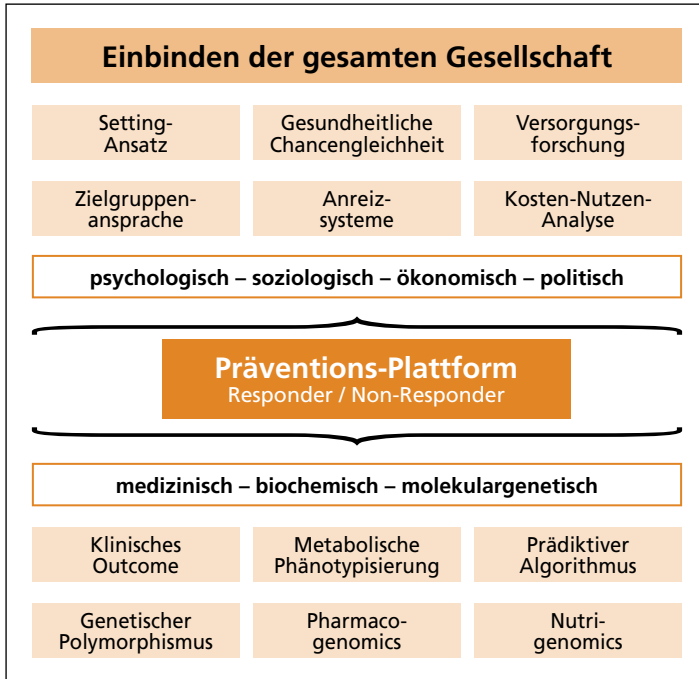 Einbinden der gesamten Gesellschaft
Setting-
Ansatz
Gesundheitliche
Chancengleichheit
Versorgungs-
forschung
Zielgruppen-
ansprache
Anreiz-
systeme
Kosten-Nutzen-
Analyse
psychologisch – soziologisch – ökonomisch – politisch
Präventions-Plattform
Responder / Non-Responder
medizinisch – biochemisch – molekulargenetisch
Klinisches
Outcome
Metabolische
Phänotypisierung
Prädiktiver
Algorithmus
Genetischer
Polymorphismus
Pharmaco-
genomics
Nutri-
genomics